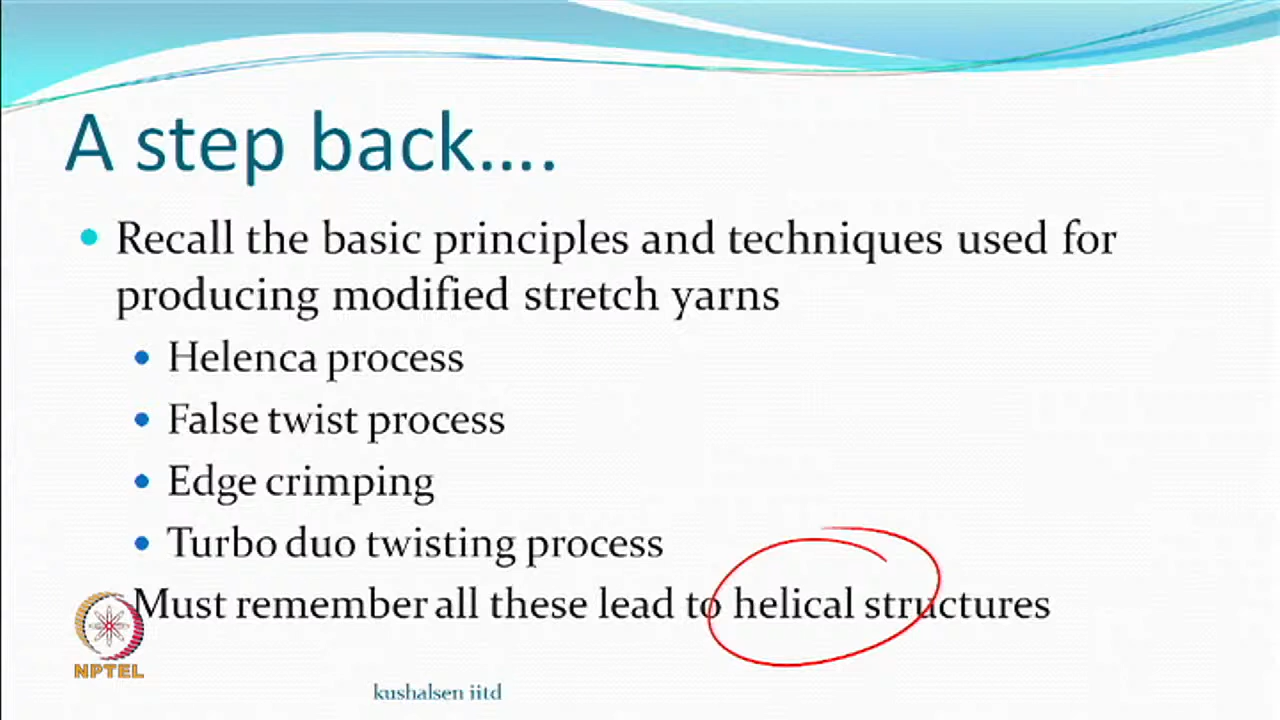 A step back....
Recall the basic principles and techniques used for
producing modified stretch yarns
Helenca process
False twist process
Edge crimping
Turbo duo twisting process
Must remember all these lead to helical structures
NPTEL
kushalsen iitd